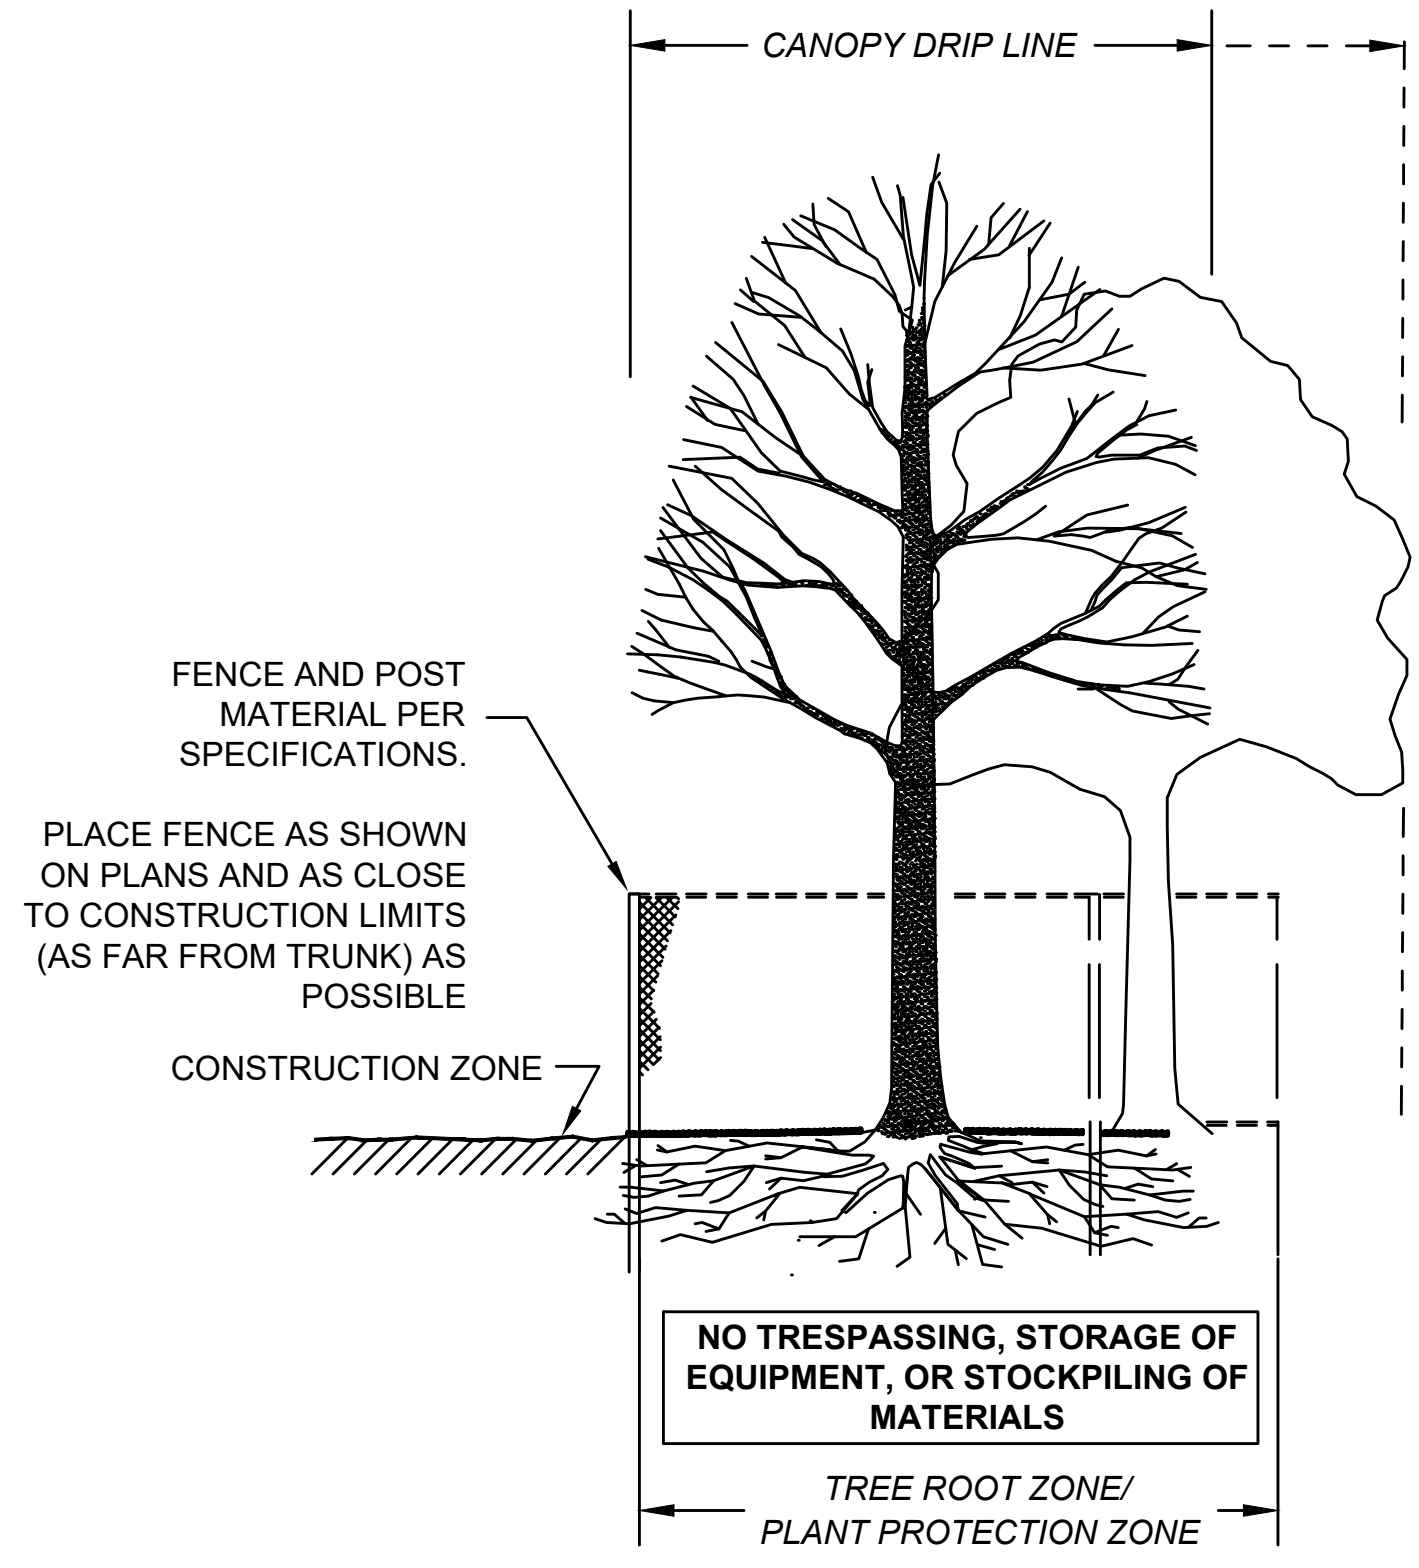 CANOPY DRIP LINE
FENCE AND POST
MATERIAL PER
SPECIFICATIONS.
PLACE FENCE AS SHOWN
ON PLANS AND AS CLOSE
TO CONSTRUCTION LIMITS
(AS FAR FROM TRUNK) AS
POSSIBLE
CONSTRUCTION ZONE
NO TRESPASSING, STORAGE OF
EQUIPMENT, OR STOCKPILING OF
MATERIALS
TREE ROOT ZONE/
PLANT PROTECTION ZONE